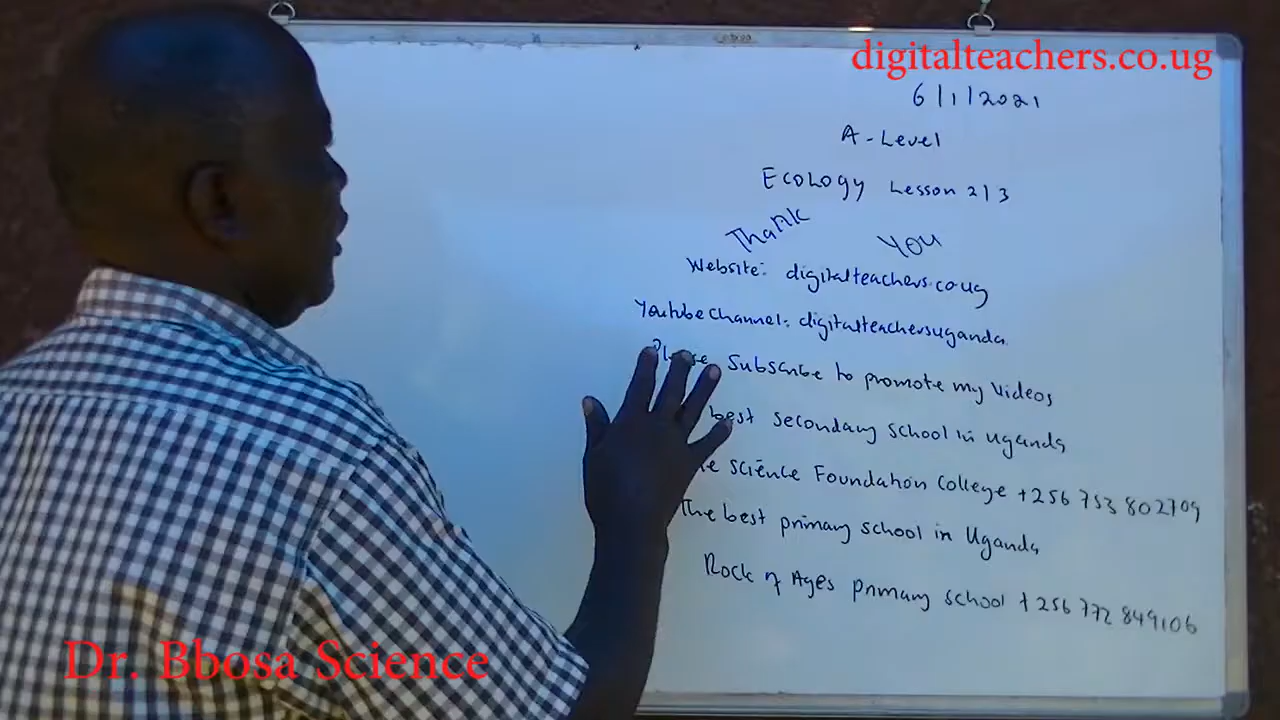 digitalteachers.co.ug
6/1/2021
A-Level
Ecology Lesson 213
Thank You
Website: digitalteachers.co.ug
Youtube channel: digitalteachersuganda
Please Subscribe to promote my videos
best secondary school in Uganda
science Foundation College +256 753 802709
The best primary school in Uganda
Rock of Ages primary school +256 772 849106
Dr. Bbosa Science